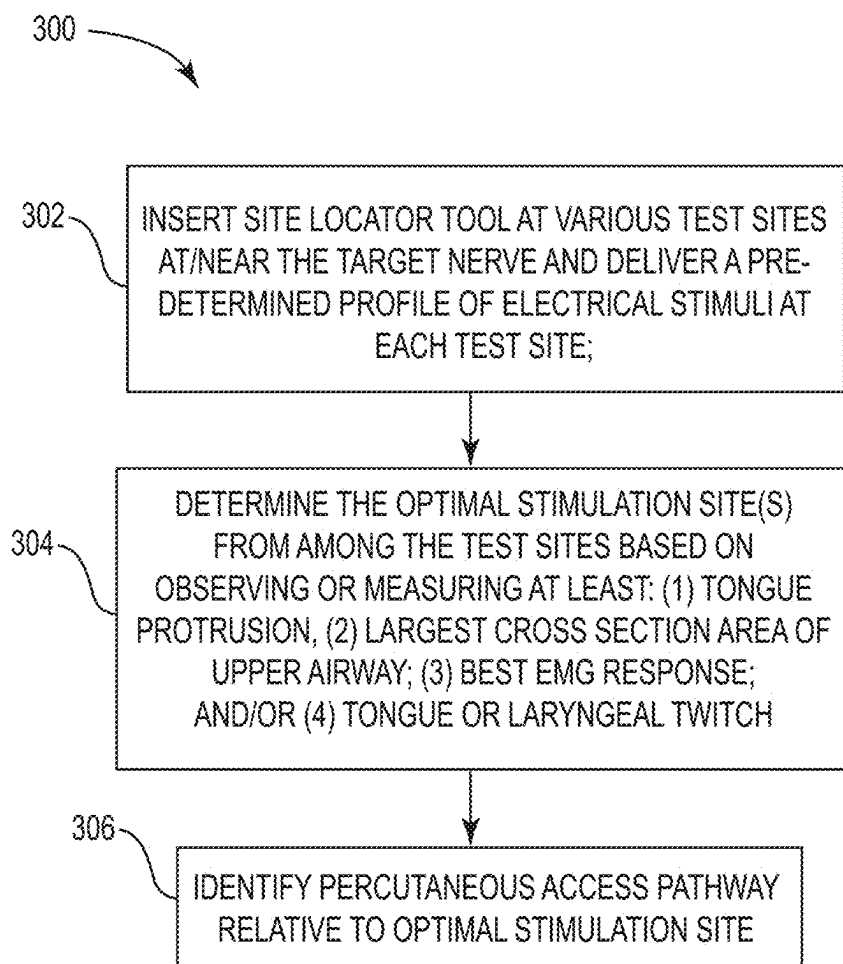 300
302
INSERT SITE LOCATOR TOOL AT VARIOUS TEST SITES
AT/NEAR THE TARGET NERVE AND DELIVER A PRE-
DETERMINED PROFILE OF ELECTRICAL STIMULI AT
EACH TEST SITE;
304
DETERMINE THE OPTIMAL STIMULATION SITE(S)
FROM AMONG THE TEST SITES BASED ON
OBSERVING OR MEASURING AT LEAST: (1) TONGUE
PROTRUSION, (2) LARGEST CROSS SECTION AREA OF
UPPER AIRWAY; (3) BEST EMG RESPONSE;
AND/OR (4) TONGUE OR LARYNGEAL TWITCH
306
IDENTIFY PERCUTANEOUS ACCESS PATHWAY
RELATIVE TO OPTIMAL STIMULATION SITE